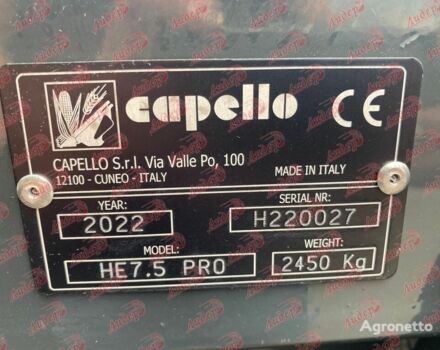 capello CE
CAPELLO S.r.l. Via Valle Po, 100
12100 - CUNEO - ITALY
MADE IN ITALY
YEAR:
2022
SERIAL NR:
H220027
MODEL:
HE7.5 PRO
WEIGHT:
2450 Kg
Agronetto